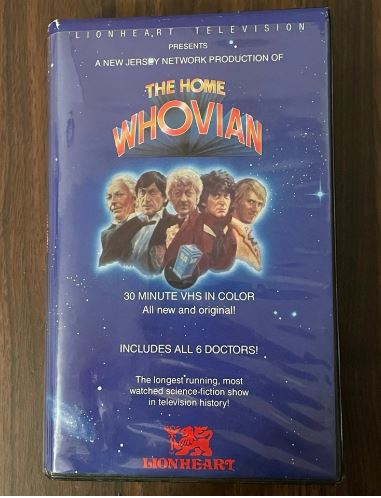 LIONHEART TELEVISION
PRESENTS
A NEW JERSEY NETWORK PRODUCTION OF
THE HOME
WHOVIAN
30 MINUTE VHS IN COLOR
All new and original!
INCLUDES ALL 6 DOCTORS!
The longest running, most
watched science-fiction show
in television history!
LIONHEART